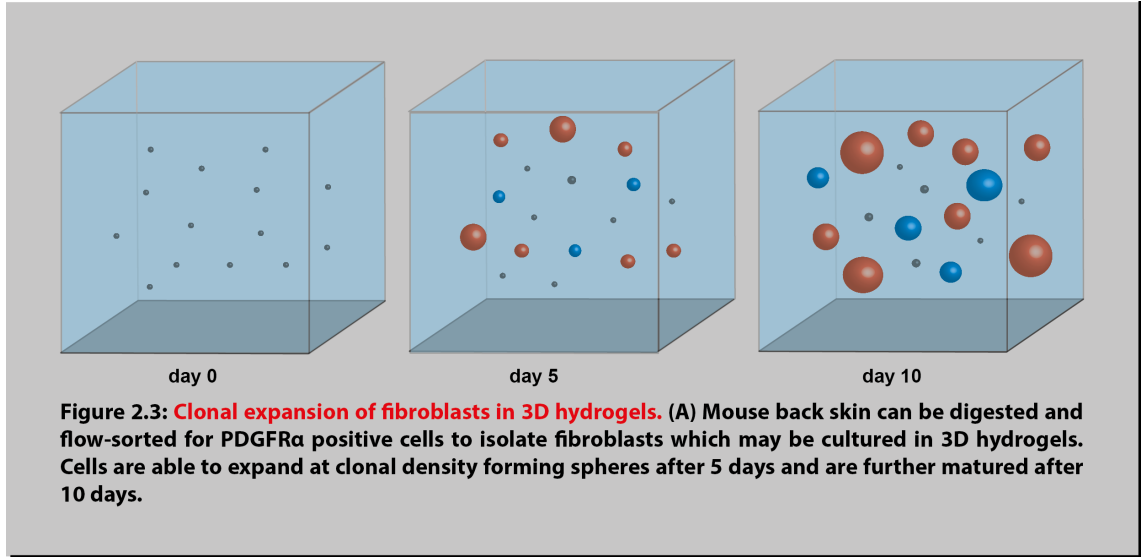 day 0
day 5
day 10
Figure 2.3: Clonal expansion of fibroblasts in 3D hydrogels. (A) Mouse back skin can be digested and
flow-sorted for PDGFRα positive cells to isolate fibroblasts which may be cultured in 3D hydrogels.
Cells are able to expand at clonal density forming spheres after 5 days and are further matured after
10 days.